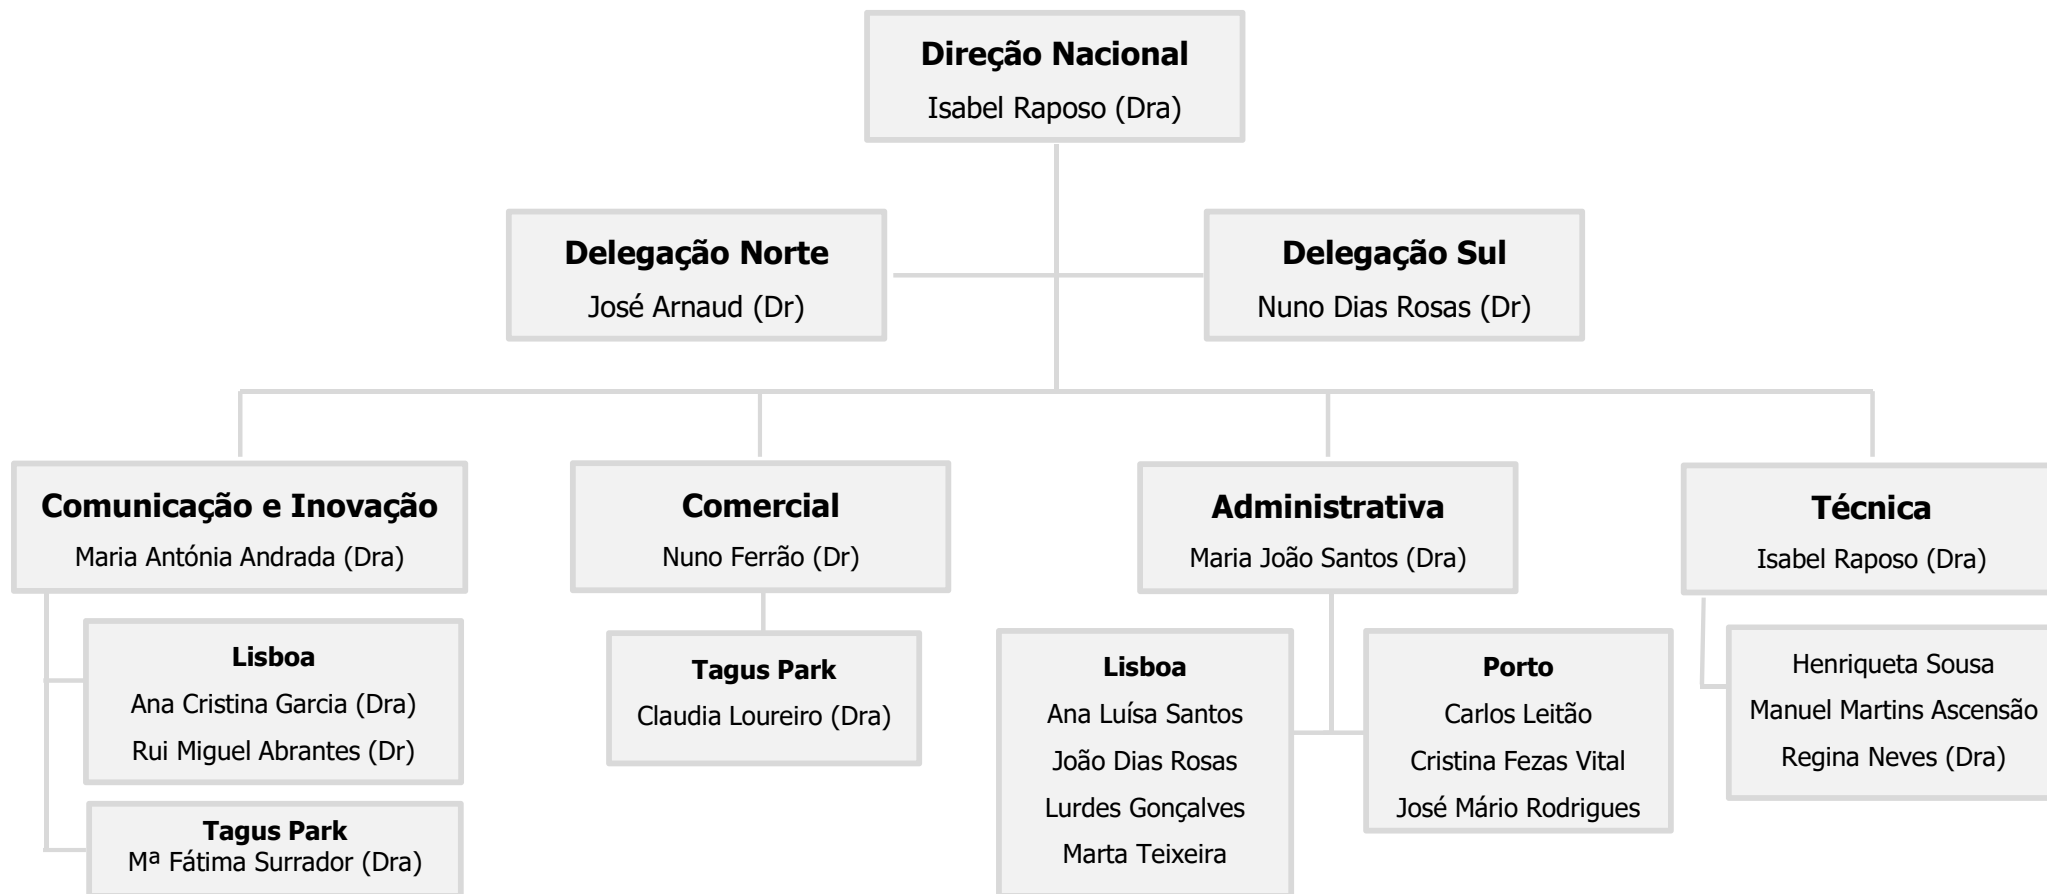 Direção Nacional
Isabel Raposo (Dra)
Delegação Norte
José Arnaud (Dr)
Delegação Sul
Nuno Dias Rosas (Dr)
Comunicação e Inovação
Maria Antónia Andrada (Dra)
Lisboa
Ana Cristina Garcia (Dra)
Rui Miguel Abrantes (Dr)
Tagus Park
Mª Fátima Surrador (Dra)
Comercial
Nuno Ferrão (Dr)
Tagus Park
Claudia Loureiro (Dra)
Administrativa
Maria João Santos (Dra)
Lisboa
Ana Luísa Santos
João Dias Rosas
Lurdes Gonçalves
Marta Teixeira
Porto
Carlos Leitão
Cristina Fezas Vital
José Mário Rodrigues
Técnica
Isabel Raposo (Dra)
Henriqueta Sousa
Manuel Martins Ascensão
Regina Neves (Dra)